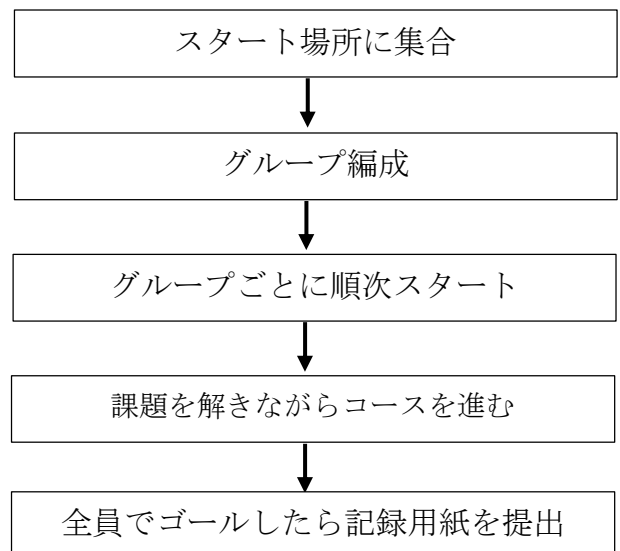 スタート場所に集合
グループ編成
グループごとに順次スタート
課題を解きながらコースを進む
全員でゴールしたら記録用紙を提出